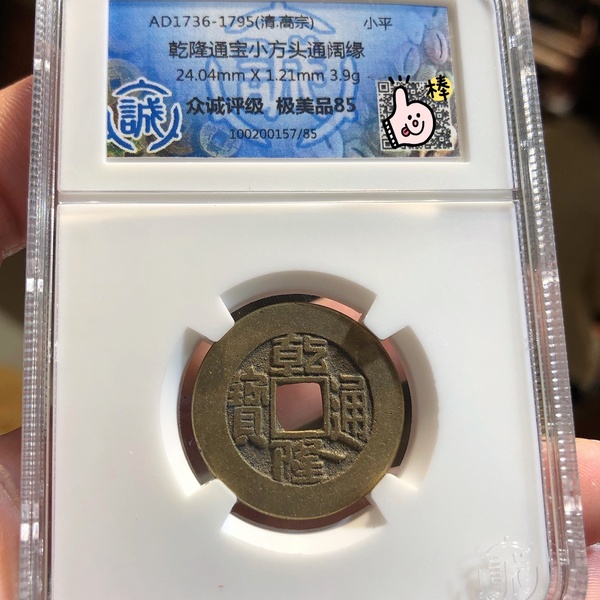 AD1736-1795(清.高宗) 小平
乾隆通宝小方头通阔缘
24.04mm X 1.21mm 3.9g
誠
众诚评级 极美品85
100200157/85
棒
乾
寶 通
隆